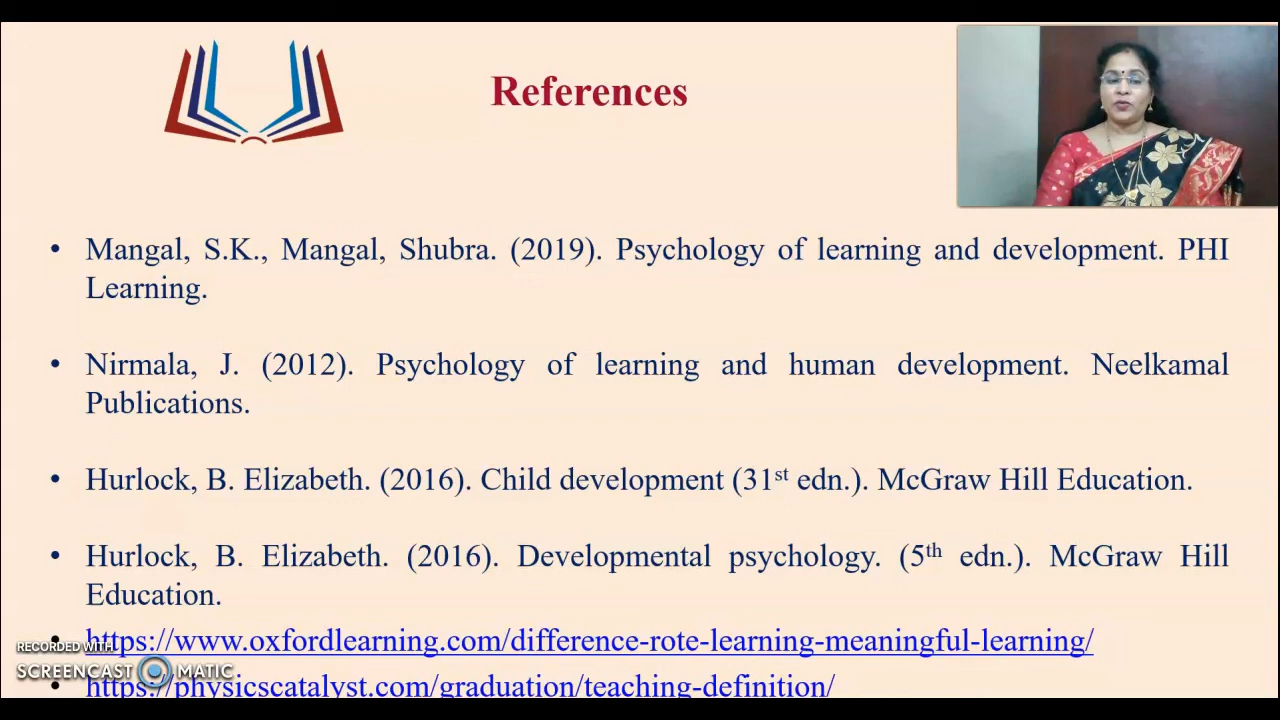 References
• Mangal, S.K., Mangal, Shubra. (2019). Psychology of learning and development. PHI
Learning.
• Nirmala, J. (2012). Psychology of learning and human development. Neelkamal
Publications.
• Hurlock, B. Elizabeth. (2016). Child development (31st edn.). McGraw Hill Education.
• Hurlock, B. Elizabeth. (2016). Developmental psychology. (5th edn.). McGraw Hill
Education.
• https://www.oxfordlearning.com/difference-rote-learning-meaningful-learning/
• https://physicscatalyst.com/graduation/teaching-definition/
RECORDED WITH
SCREENCAST MATIC